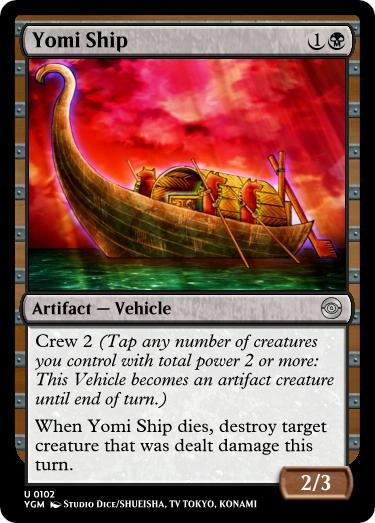 Yomi Ship 1
Artifact — Vehicle
Crew 2 (Tap any number of creatures
you control with total power 2 or more:
This Vehicle becomes an artifact creature
until end of turn.)
When Yomi Ship dies, destroy target
creature that was dealt damage this
turn.
2/3
U 0102
YGM STUDIO DICE/SHUEISHA, TV TOKYO, KONAMI